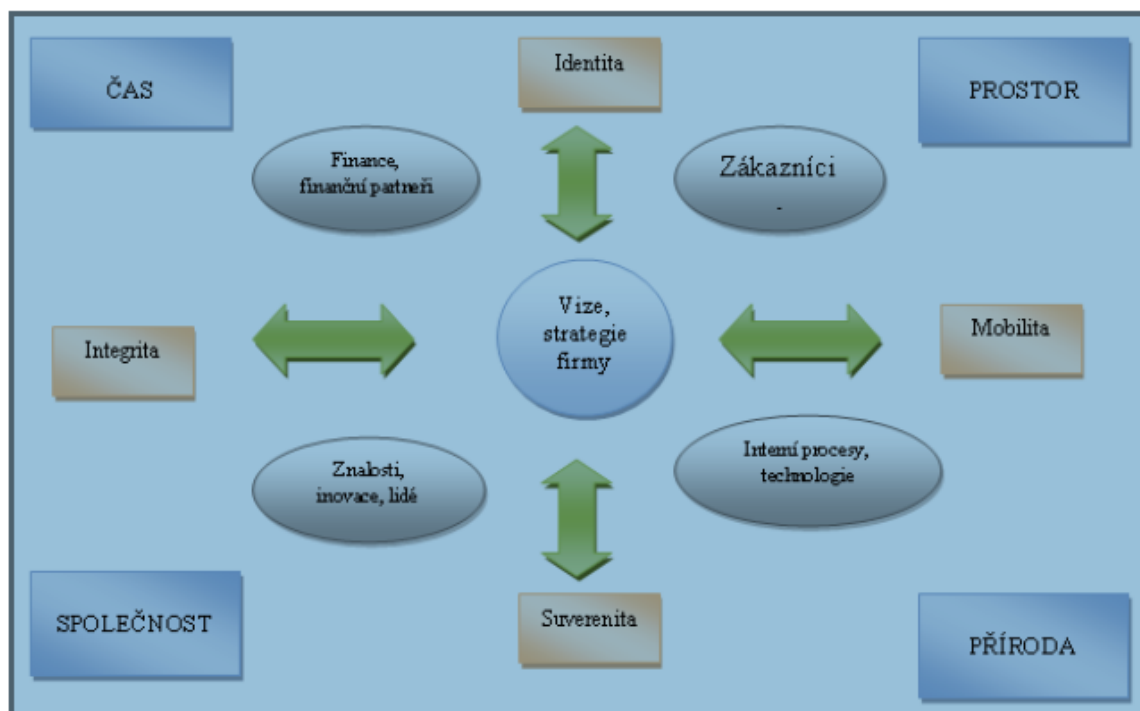 ČAS
Identita
PROSTOR
Finance,
finanční partneři
Zákazníci
-
Integrita
Vize,
strategie
firmy
Mobilita
Znalosti,
inovace, lidé
Interní procesy,
technologie
SPOLEČNOST
Suverenita
PŘÍRODA